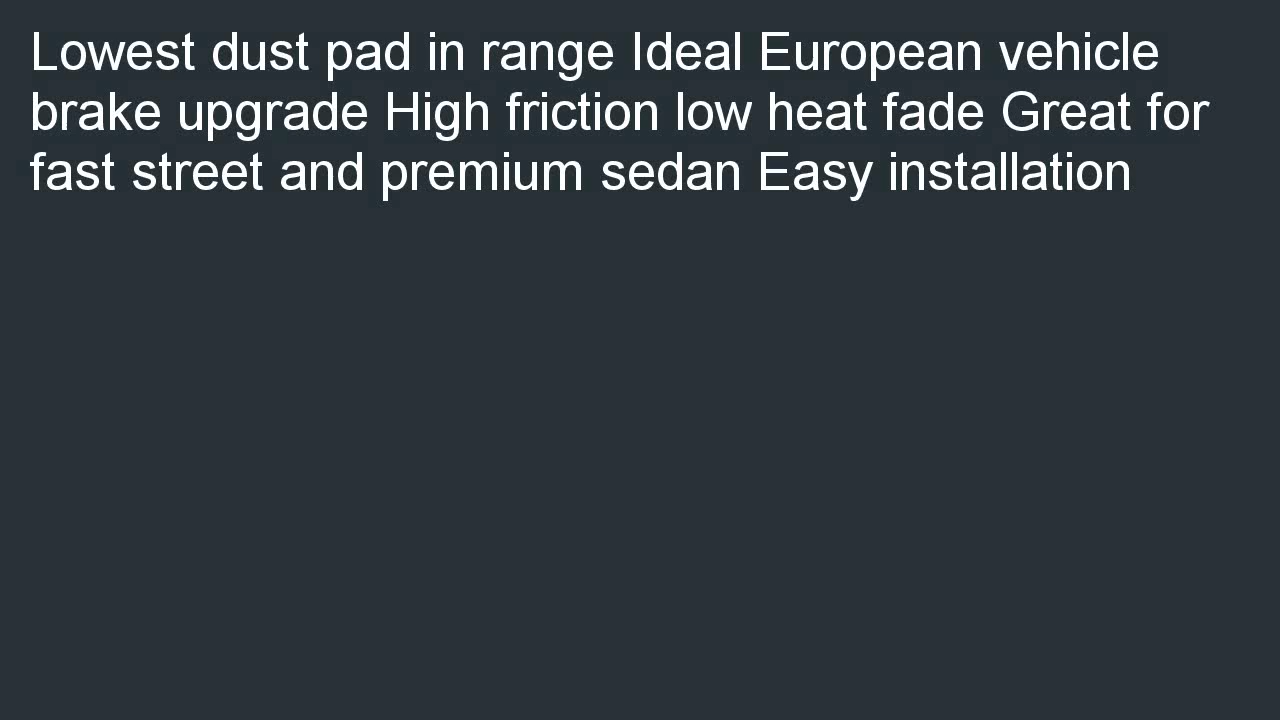 Lowest dust pad in range Ideal European vehicle
brake upgrade High friction low heat fade Great for
fast street and premium sedan Easy installation